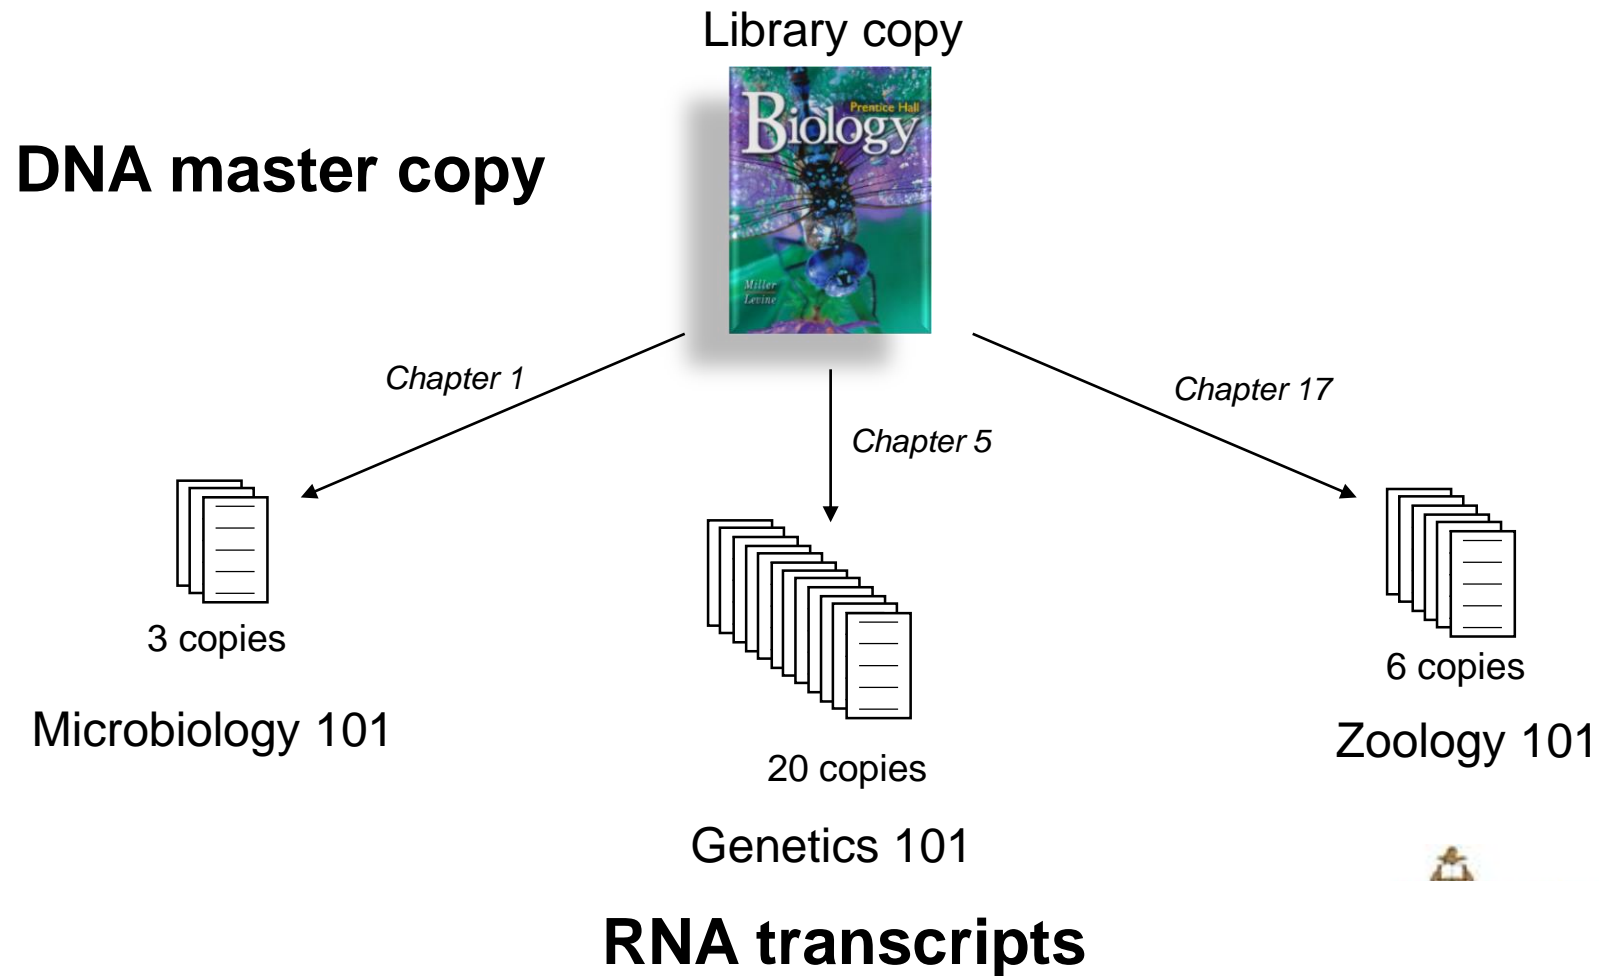 Library copy
Prentice Hall
Biology
DNA master copy
Miller
Levine
Chapter 1
Chapter 17
Chapter 5
3 copies
6 copies
Microbiology 101
Zoology 101
20 copies
Genetics 101
RNA transcripts